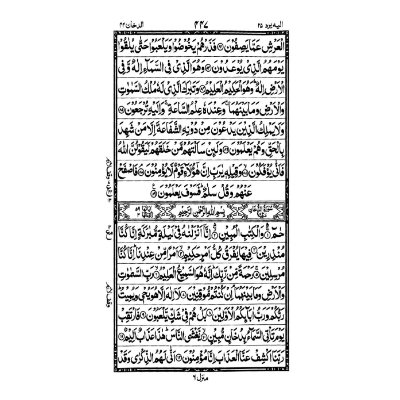 الدخان ٤٤ ٤٤٧ اليه يرد ٢٥
الْعَرْشِ عَمَّا يَصِفُوْنَ فَذَرْهُمْ يَخُوْضُوْا وَيَلْعَبُوْا حَتّٰى يُلٰقُوْا
يَوْمَهُمُ الَّذِىْ يُوْعَدُوْنَ وَهُوَ الَّذِىْ فِى السَّمَآءِ اِلٰهٌ وَّفِى
الْاَرْضِ اِلٰهٌ وَهُوَ الْحَكِيْمُ الْعَلِيْمُ وَتَبٰرَكَ الَّذِىْ لَهٗ مُلْكُ السَّمٰوٰتِ
وَالْاَرْضِ وَمَا بَيْنَهُمَا وَعِنْدَهٗ عِلْمُ السَّاعَةِ وَاِلَيْهِ تُرْجَعُوْنَ
وَلَا يَمْلِكُ الَّذِيْنَ يَدْعُوْنَ مِنْ دُوْنِهِ الشَّفَاعَةَ اِلَّا مَنْ شَهِدَ
بِالْحَقِّ وَهُمْ يَعْلَمُوْنَ وَلَئِنْ سَاَلْتَهُمْ مَّنْ خَلَقَهُمْ لَيَقُوْلُنَّ اللّٰهُ
فَاَنّٰى يُؤْفَكُوْنَ وَقِيْلِهٖ يٰرَبِّ اِنَّ هٰٓؤُلَآءِ قَوْمٌ لَّا يُؤْمِنُوْنَ فَاصْفَحْ
عَنْهُمْ وَقُلْ سَلٰمٌ فَسَوْفَ يَعْلَمُوْنَ
بِسْمِ اللّٰهِ الرَّحْمٰنِ الرَّحِيْمِ
حٰمٓ وَالْكِتٰبِ الْمُبِيْنِ اِنَّآ اَنْزَلْنٰهُ فِىْ لَيْلَةٍ مُّبٰرَكَةٍ اِنَّا كُنَّا
مُنْذِرِيْنَ فِيْهَا يُفْرَقُ كُلُّ اَمْرٍ حَكِيْمٍ اَمْرًا مِّنْ عِنْدِنَا اِنَّا كُنَّا
مُرْسِلِيْنَ رَحْمَةً مِّنْ رَّبِّكَ اِنَّهٗ هُوَ السَّمِيْعُ الْعَلِيْمُ رَبِّ السَّمٰوٰتِ
وَالْاَرْضِ وَمَا بَيْنَهُمَا اِنْ كُنْتُمْ مُّوْقِنِيْنَ لَآ اِلٰهَ اِلَّا هُوَ يُحْىٖ وَيُمِيْتُ
رَبُّكُمْ وَرَبُّ اٰبَآئِكُمُ الْاَوَّلِيْنَ بَلْ هُمْ فِىْ شَكٍّ يَّلْعَبُوْنَ فَارْتَقِبْ
يَوْمَ تَاْتِى السَّمَآءُ بِدُخَانٍ مُّبِيْنٍ يَّغْشَى النَّاسَ هٰذَا عَذَابٌ اَلِيْمٌ
رَبَّنَا اكْشِفْ عَنَّا الْعَذَابَ اِنَّا مُؤْمِنُوْنَ اَنّٰى لَهُمُ الذِّكْرٰى وَقَدْ
منزل ٦